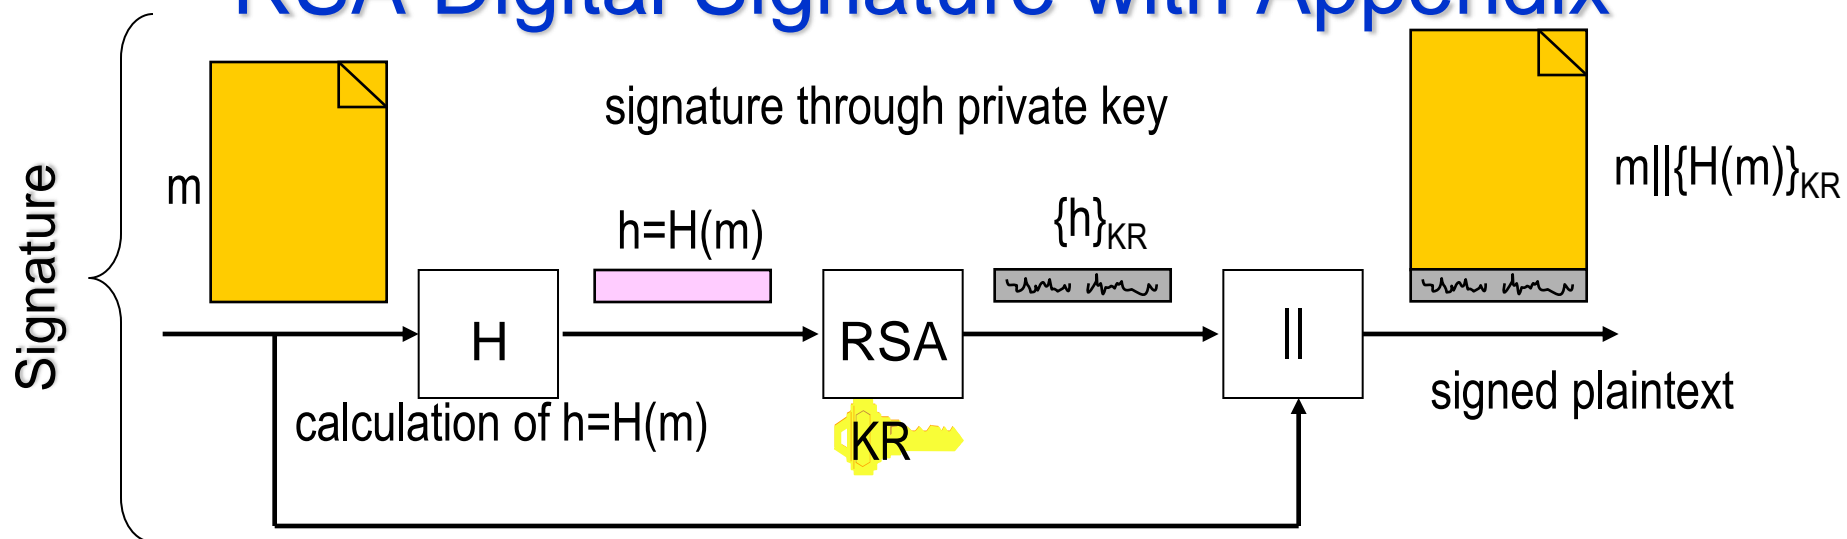 RSA Digital Signature with Appendix
Signature
m
signature through private key
m||{H(m)}KR
h=H(m)
{h}KR
H
RSA
||
calculation of h=H(m)
KR
signed plaintext